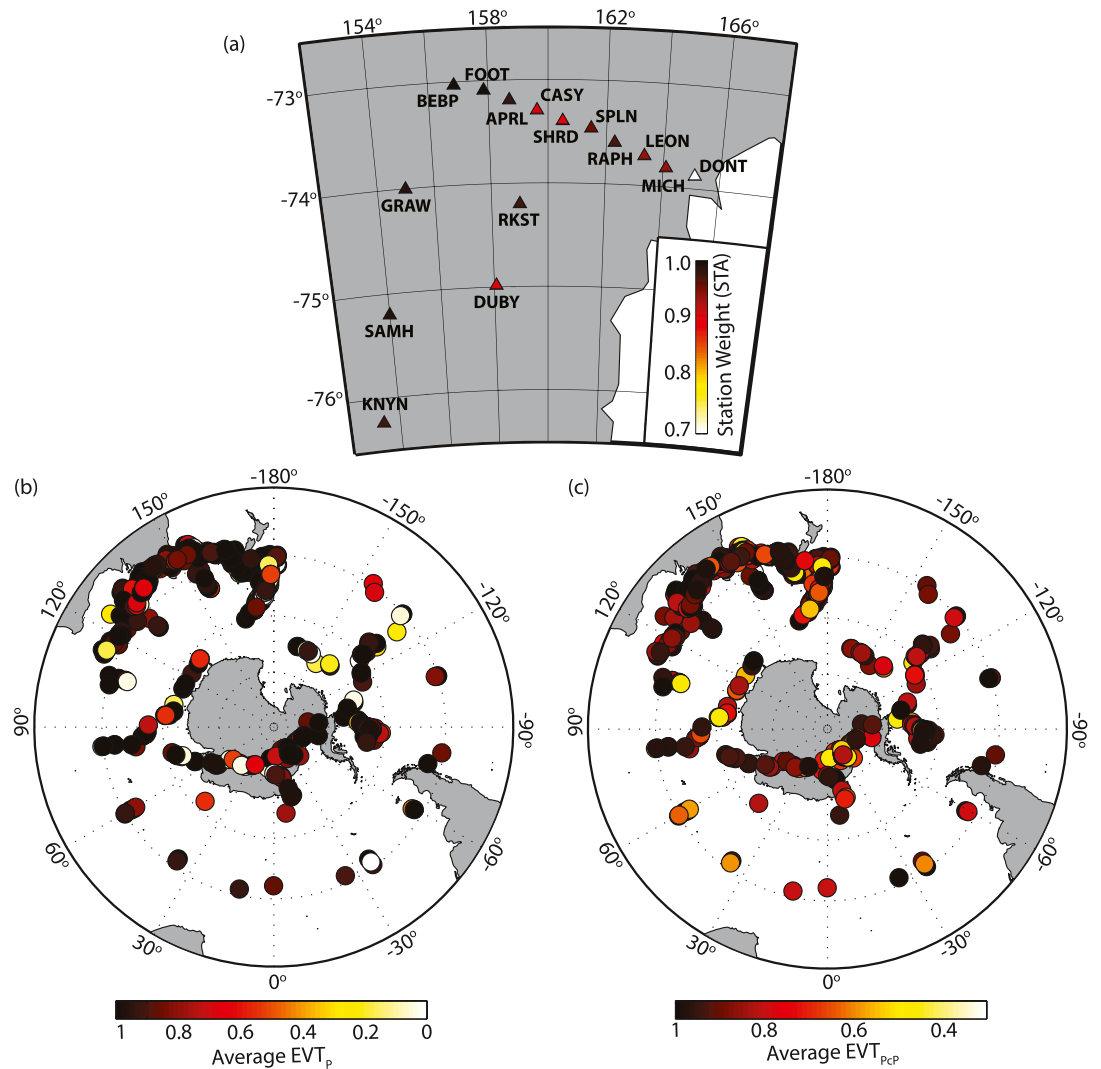 (a)
154° 158° 162° 166°
-73°
-74°
-75°
-76°
FOOT
BEBP
CASY
APRL
SPLN
SHRD
LEON
RAPH
DONT
MICH
GRAW
RKST
DUBY
SAMH
KNYN
1.0
0.9
0.8
0.7
Station Weight (STA)
(b)
-180°
150° -150°
120° -120°
90° -90°
60° -60°
30° -30°
0°
1 0.8 0.6 0.4 0.2 0
Average EVTP
(c)
-180°
150° -150°
120° -120°
90° -90°
60° -60°
30° -30°
0°
1 0.8 0.6 0.4
Average EVTPcP